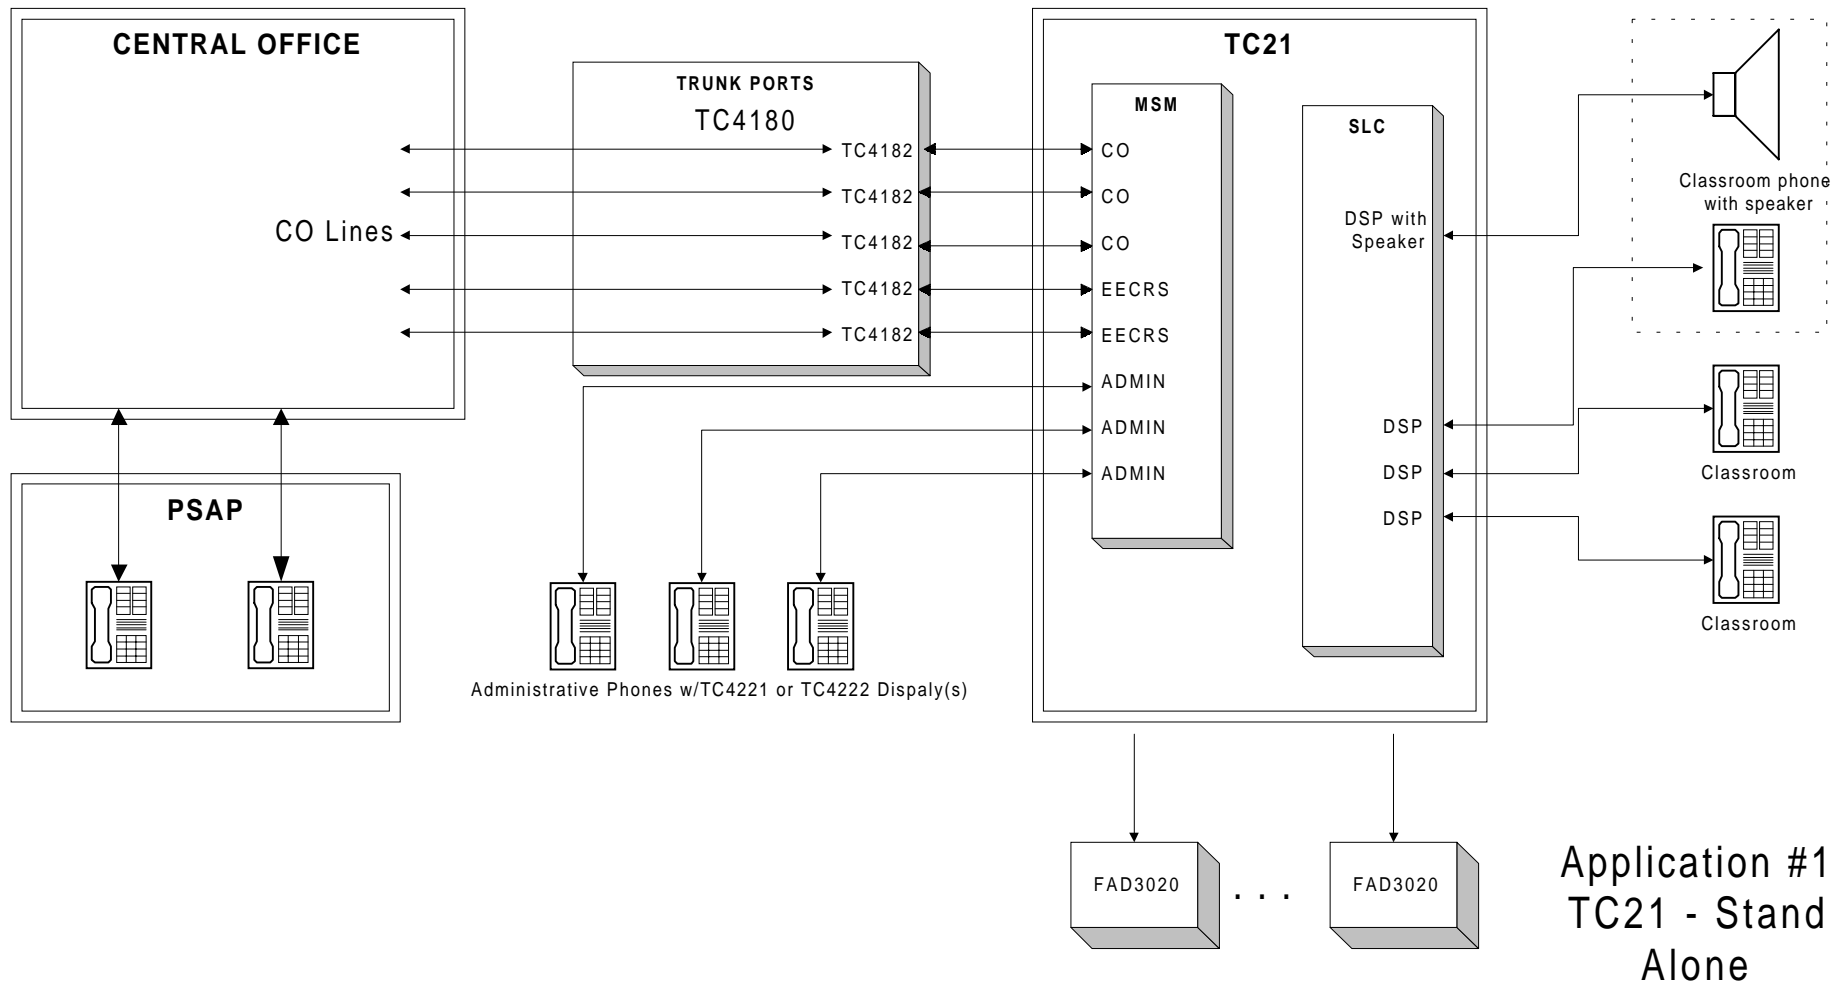 CENTRAL OFFICE
CO Lines
PSAP
TRUNK PORTS
TC4180
TC4182
TC4182
TC4182
TC4182
TC4182
TC21
MSM
CO
CO
CO
EECRS
EECRS
ADMIN
ADMIN
ADMIN
SLC
DSP with
Speaker
DSP
DSP
DSP
Classroom phone
with speaker
Classroom
Classroom
Administrative Phones w/TC4221 or TC4222 Dispaly(s)
FAD3020
. . .
FAD3020
Application #1
TC21 - Stand
Alone